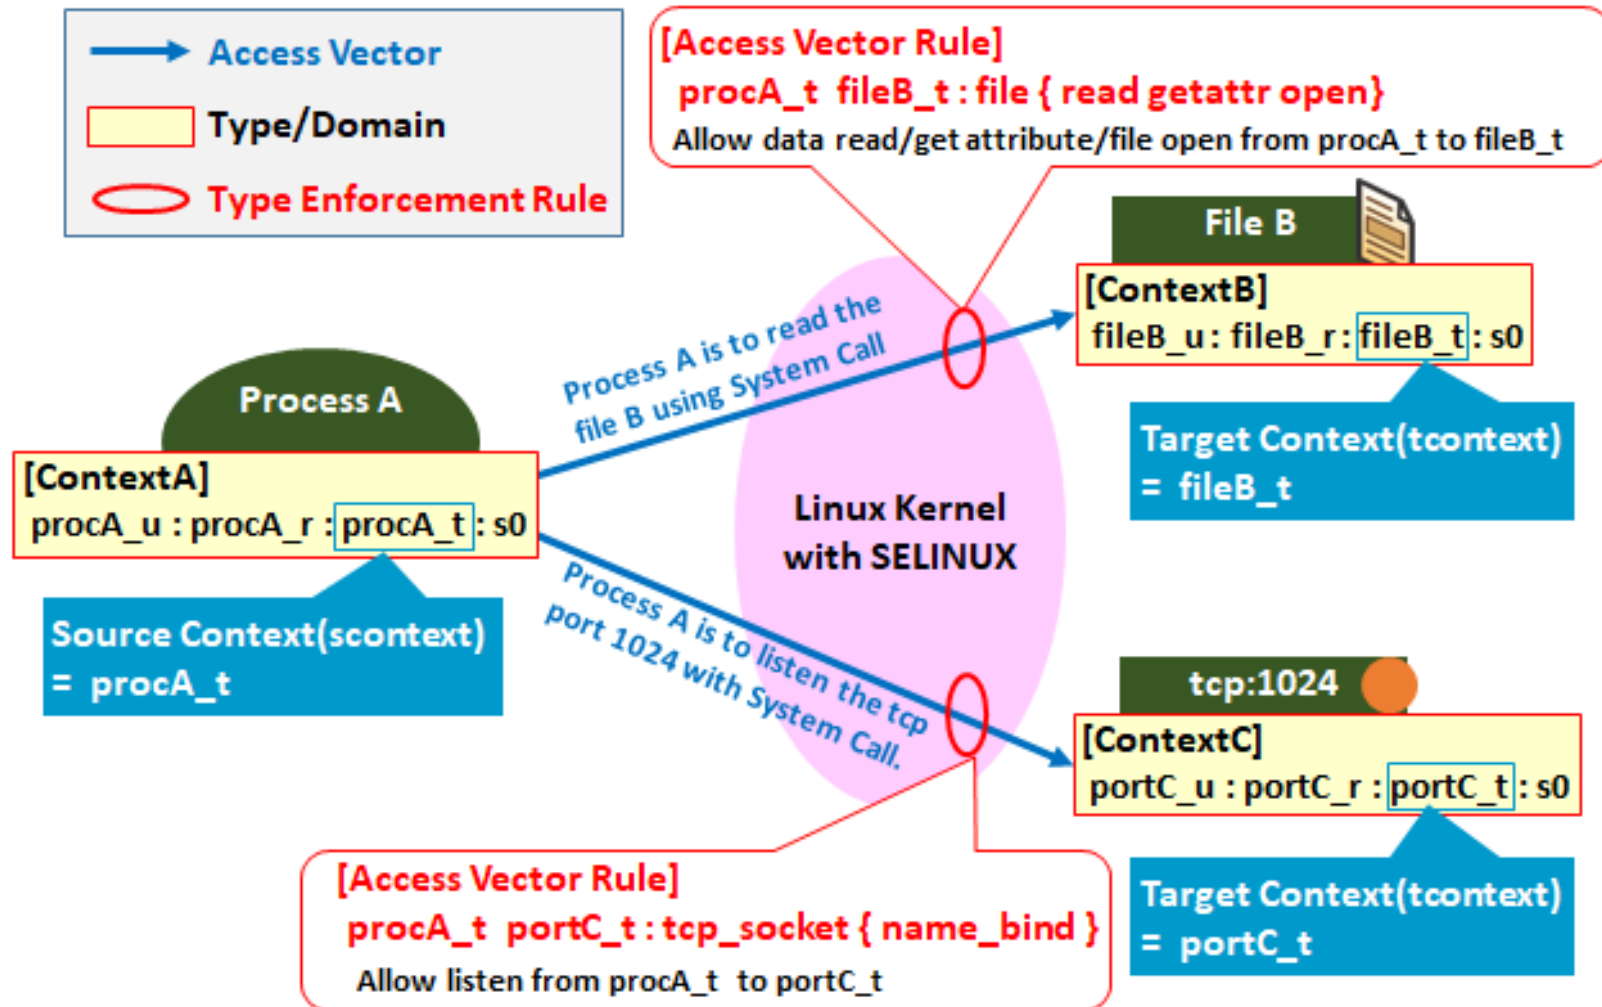 Access Vector
Type/Domain
Type Enforcement Rule
[Access Vector Rule]
procA_t fileB_t : file { read getattr open}
Allow data read/get attribute/file open from procA_t to fileB_t
File B
[ContextB]
fileB_u : fileB_r : fileB_t : s0
Target Context(tcontext)
= fileB_t
Process A is to read the
file B using System Call
Process A
[ContextA]
procA_u : procA_r : procA_t : s0
Source Context(scontext)
= procA_t
Linux Kernel
with SELINUX
Process A is to listen the tcp
port 1024 with System Call.
tcp:1024
[ContextC]
portC_u : portC_r : portC_t : s0
Target Context(tcontext)
= portC_t
[Access Vector Rule]
procA_t portC_t : tcp_socket { name_bind }
Allow listen from procA_t to portC_t